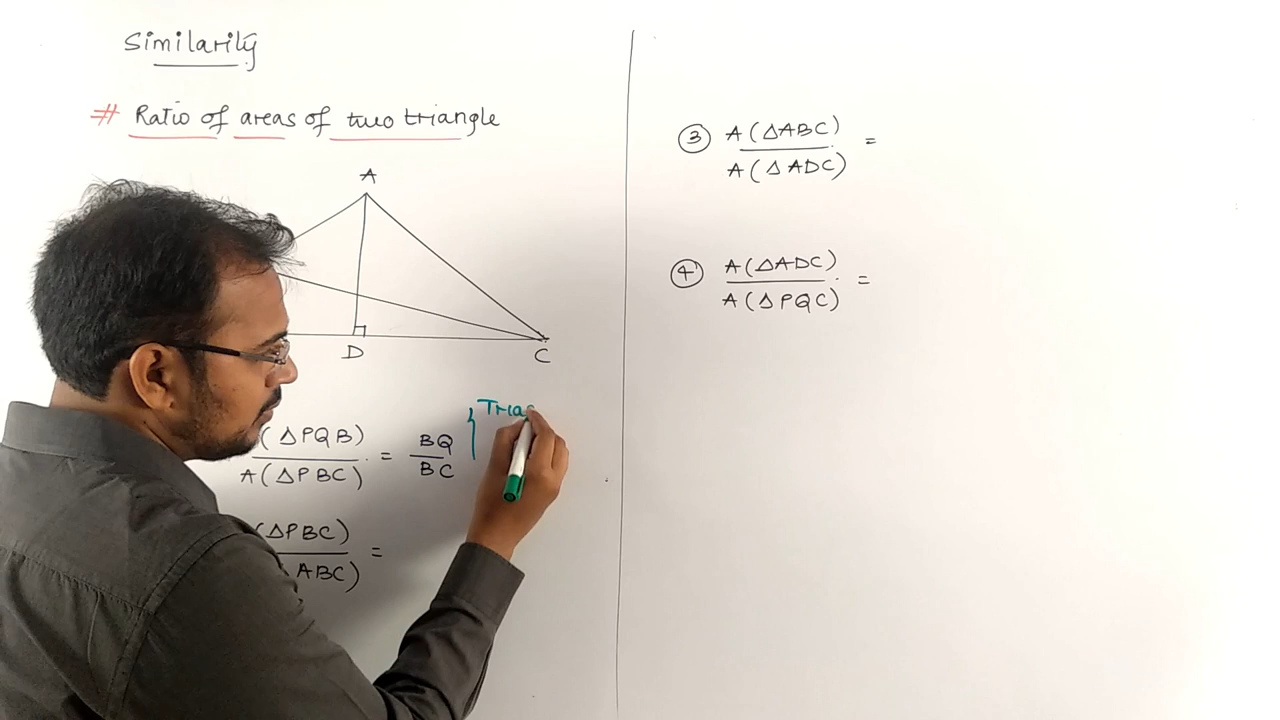 Similarity
# Ratio of areas of two triangle
A
D
C
(ΔPQB)
A(ΔPBC)
=
BQ
BC
{ Tria
(ΔPBC)
ABC)
=
③ A(ΔABC)
A(ΔADC)
=
④ A(ΔADC)
A(ΔPQC)
=